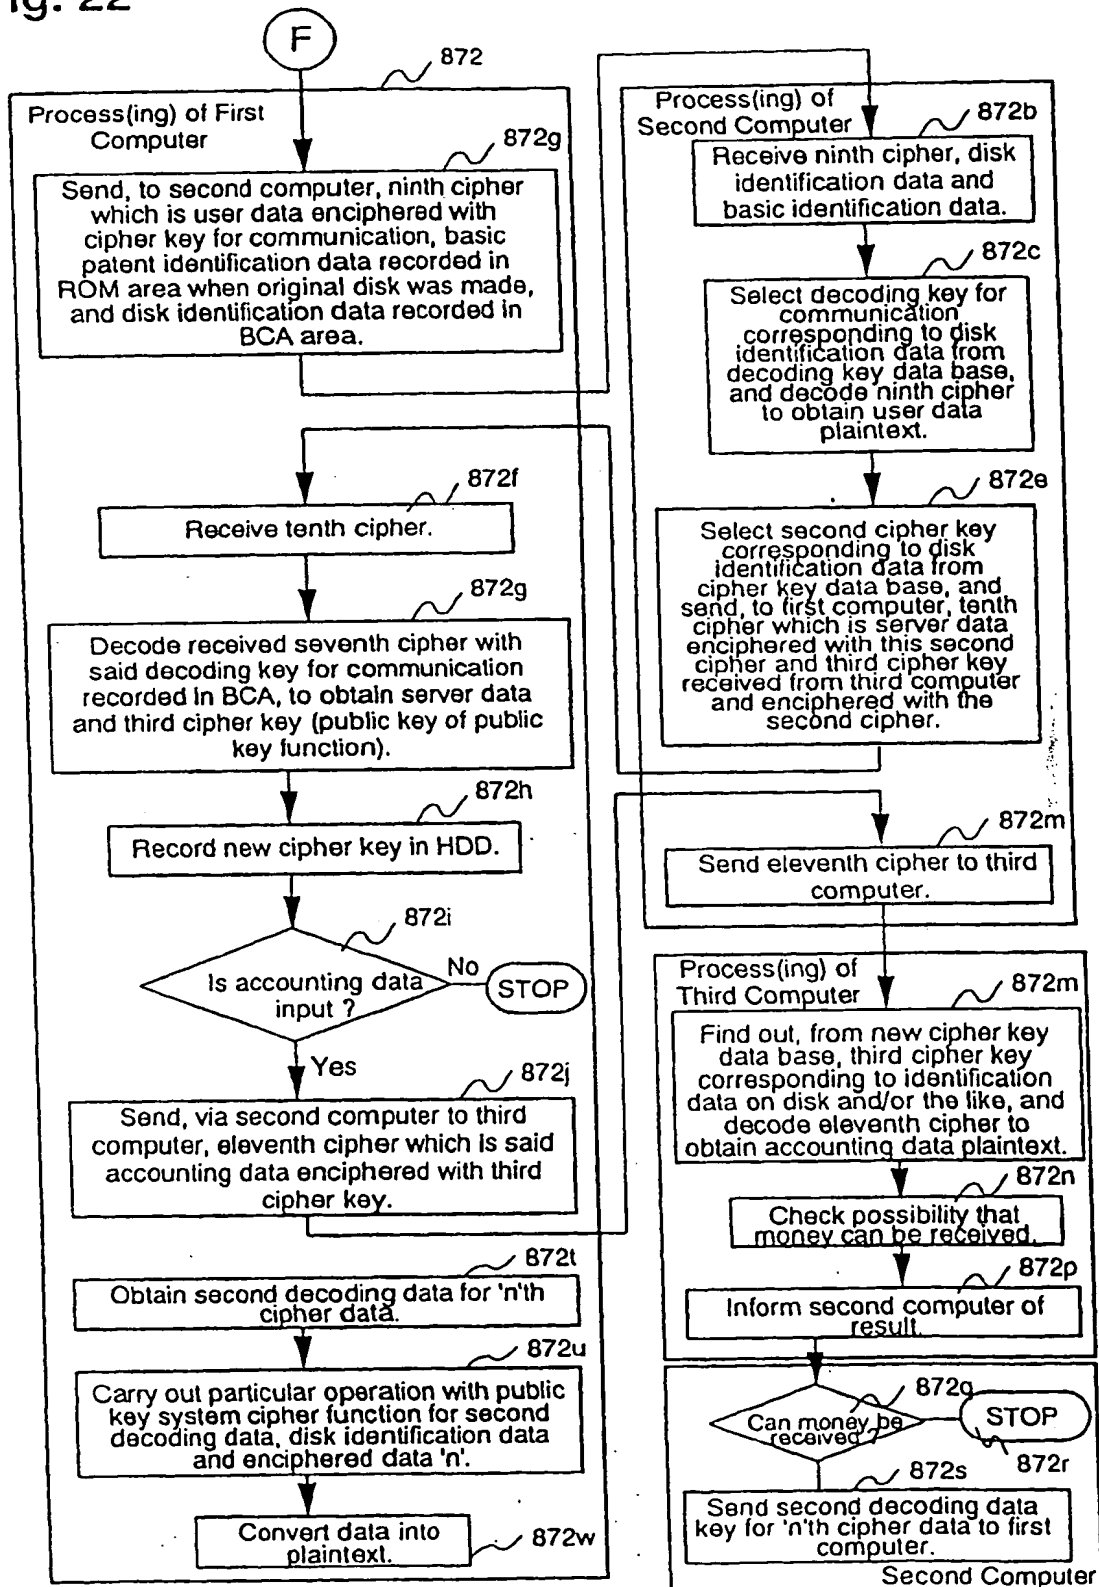 ig. 22
F
872
Process(ing) of First
Computer
872g
Send, to second computer, ninth cipher
which is user data enciphered with
cipher key for communication, basic
patent identification data recorded in
ROM area when original disk was made,
and disk identification data recorded in
BCA area.
872f
Receive tenth cipher.
872g
Decode received seventh cipher with
said decoding key for communication
recorded in BCA, to obtain server data
and third cipher key (public key of public
key function).
872h
Record new cipher key in HDD.
872i
Is accounting data
input ?
No
STOP
Yes
872j
Send, via second computer to third
computer, eleventh cipher which is said
accounting data enciphered with third
cipher key.
872t
Obtain second decoding data for 'n'th
cipher data.
872u
Carry out particular operation with public
key system cipher function for second
decoding data, disk identification data
and enciphered data 'n'.
Convert data into
plaintext.
872w
Process(ing) of
Second Computer
872b
Receive ninth cipher, disk
identification data and
basic identification data.
872c
Select decoding key for
communication
corresponding to disk
identification data from
decoding key data base,
and decode ninth cipher
to obtain user data
plaintext.
872e
Select second cipher key
corresponding to disk
identification data from
cipher key data base, and
send, to first computer, tenth
cipher which is server data
enciphered with this second
cipher and third cipher key
received from third computer
and enciphered with the
second cipher.
872m
Send eleventh cipher to third
computer.
Process(ing) of
Third Computer
872m
Find out, from new cipher key
data base, third cipher key
corresponding to identification
data on disk and/or the like, and
decode eleventh cipher to
obtain accounting data plaintext.
872n
Check possibility that
money can be received.
872p
Inform second computer of
result.
872q
Can money be
received ?
STOP
872r
872s
Send second decoding data
key for 'n'th cipher data to first
computer.
Second Computer